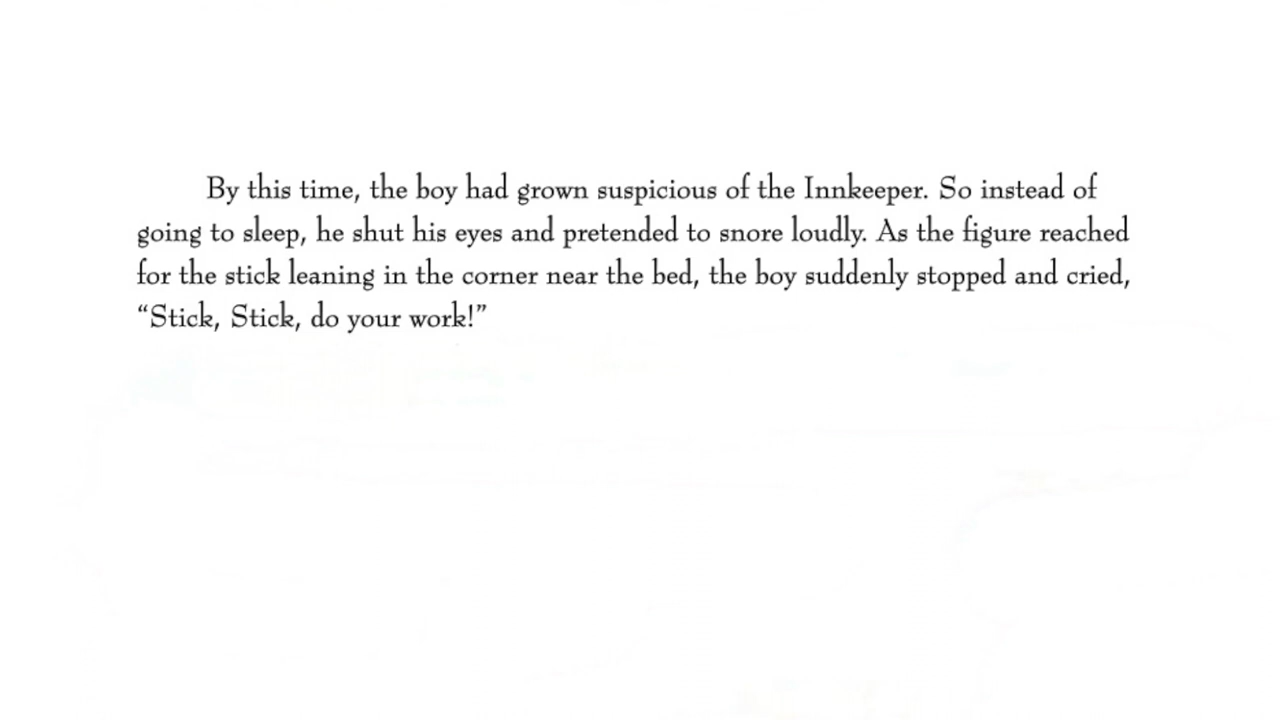 By this time, the boy had grown suspicious of the Innkeeper. So instead of
going to sleep, he shut his eyes and pretended to snore loudly. As the figure reached
for the stick leaning in the corner near the bed, the boy suddenly stopped and cried,
“Stick, Stick, do your work!”